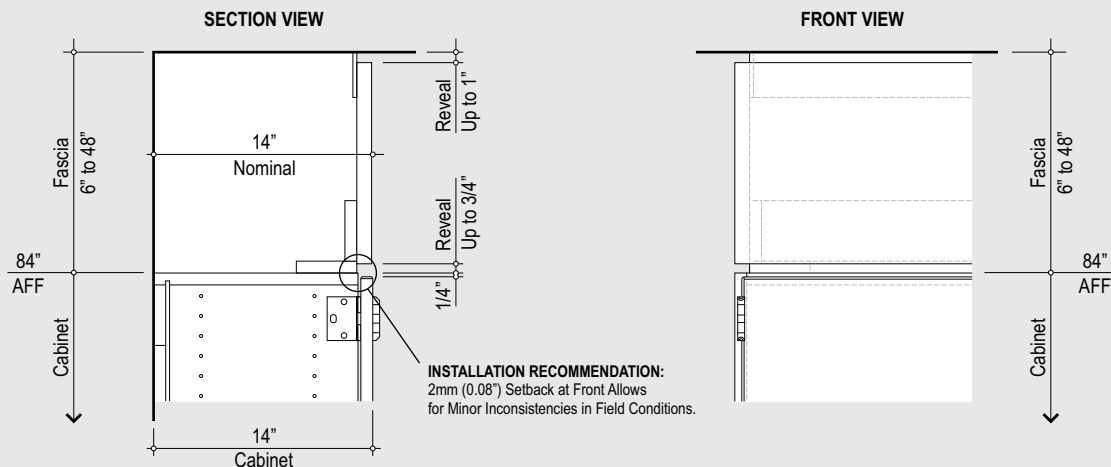 SECTION VIEW
Fascia
6” to 48”
84”
AFF
Cabinet
14”
Nominal
Reveal
Up to 1”
Reveal
Up to 3/4”
1/4”
INSTALLATION RECOMMENDATION:
2mm (0.08”) Setback at Front Allows
for Minor Inconsistencies in Field Conditions.
14”
Cabinet
FRONT VIEW
Fascia
6” to 48”
84”
AFF
Cabinet